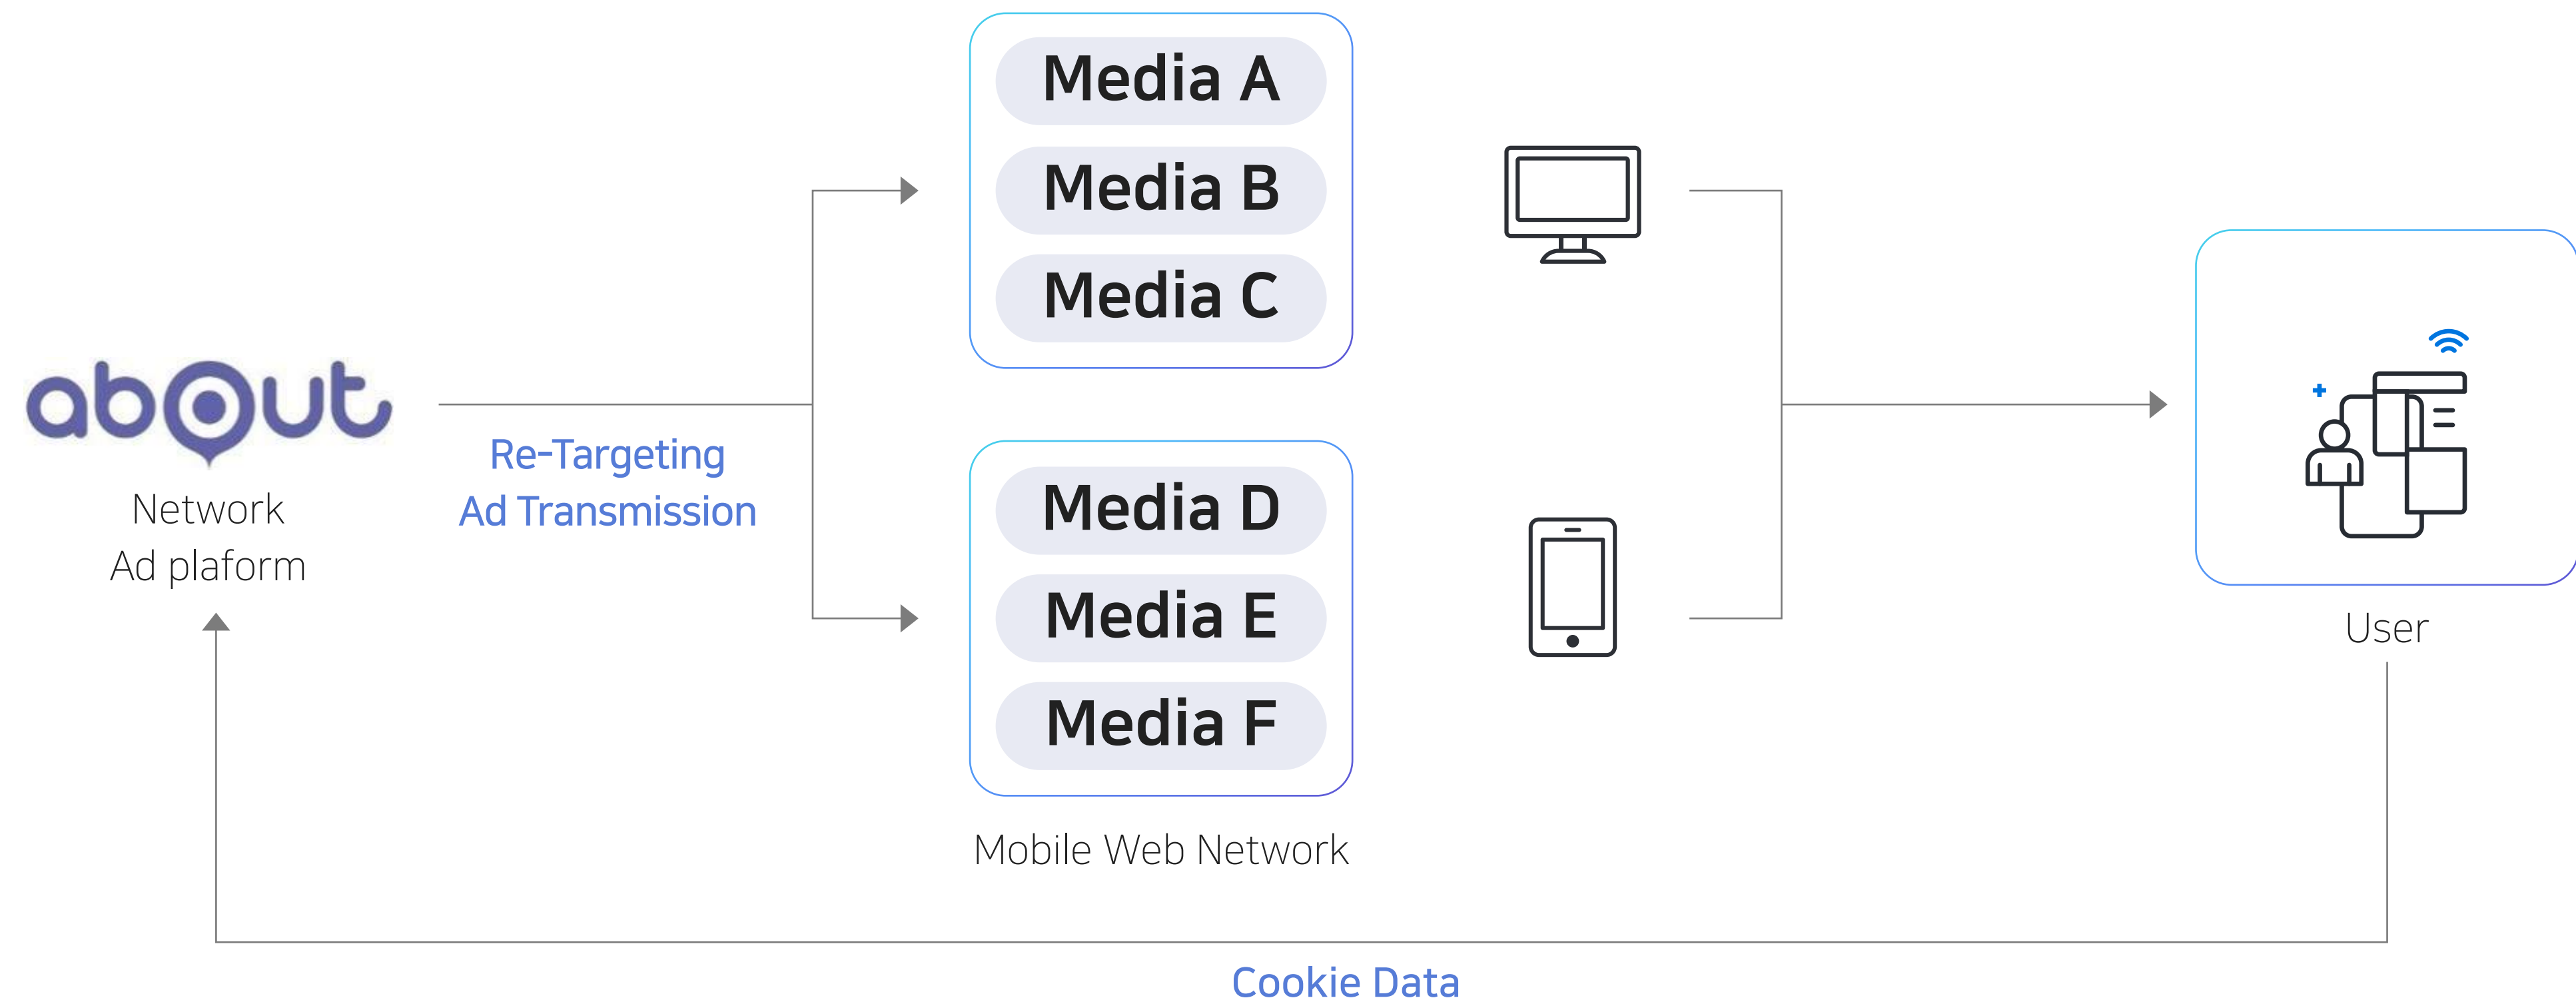 about
Network
Ad plaform
Re-Targeting
Ad Transmission
Media A
Media B
Media C
Media D
Media E
Media F
Mobile Web Network
User
Cookie Data